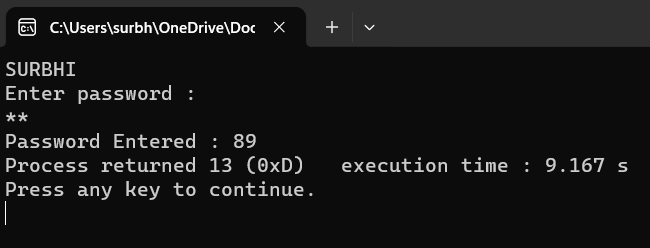 C:\Users\surbh\OneDrive\Doc
SURBHI
Enter password :
**
Password Entered : 89
Process returned 13 (0xD)   execution time : 9.167 s
Press any key to continue.